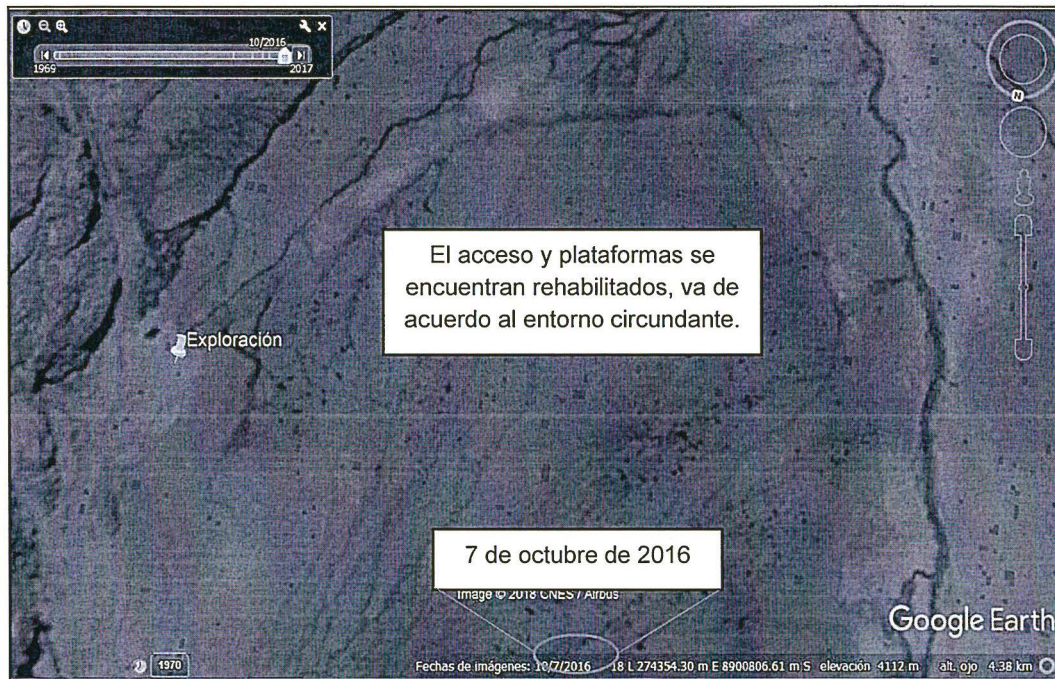 10/2016
1969
2017
N
El acceso y plataformas se
encuentran rehabilitados, va de
acuerdo al entorno circundante.
Exploración
7 de octubre de 2016
Image © 2018 CNES / Airbus
Google Earth
1970
Fechas de imágenes: 10/7/2016 18 L 274354.30 m E 8900806.61 m S elevación 4112 m alt. ojo 4.38 km